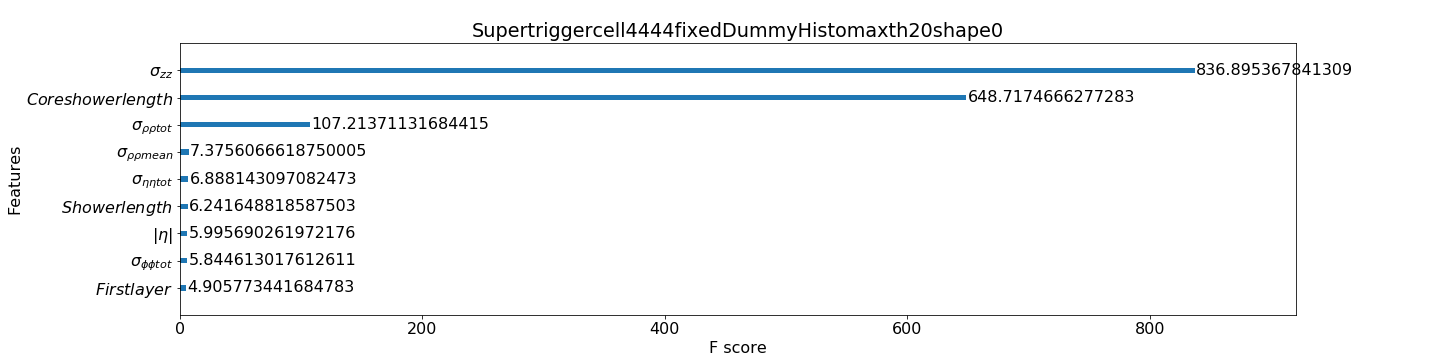 Supertriggercell4444fixedDummyHistomaxth20shape0
σzz 836.895367841309
Coreshowerlength 648.7174666277283
σρρtot 107.21371131684415
σρρmean 7.3756066618750005
σηηtot 6.888143097082473
Showerlength 6.241648818587503
|η| 5.995690261972176
σϕϕtot 5.844613017612611
Firstlayer 4.905773441684783
Features
0 200 400 600 800
F score